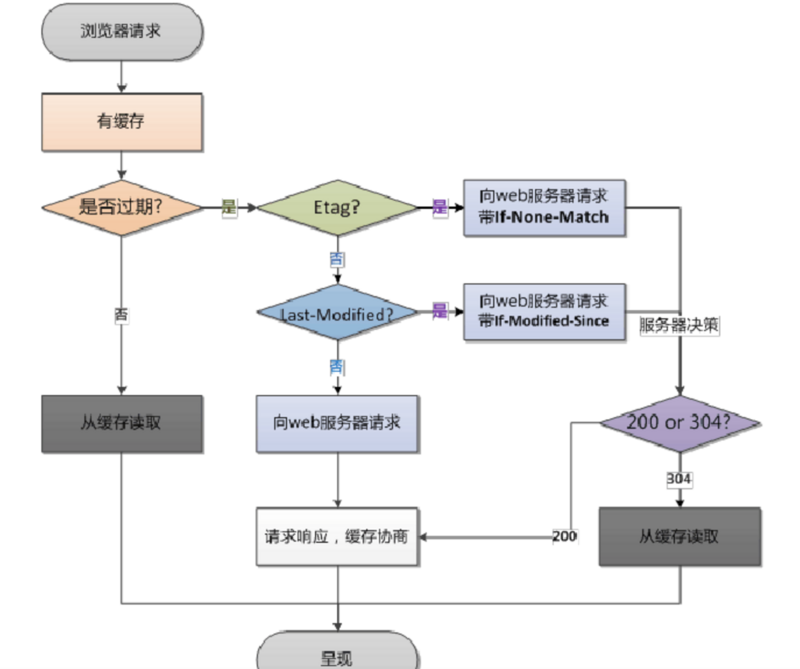 浏览器请求
有缓存
是否过期?
是
Etag?
是
向web服务器请求
带If-None-Match
否
否
Last-Modified?
是
向web服务器请求
带If-Modified-Since
服务器决策
否
从缓存读取
向web服务器请求
200 or 304?
304
请求响应，缓存协商
200
从缓存读取
呈现